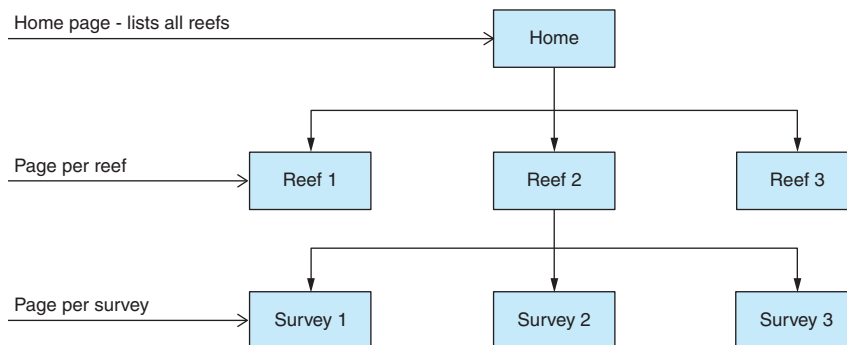 Home page - lists all reefs
Home
Page per reef
Reef 1
Reef 2
Reef 3
Page per survey
Survey 1
Survey 2
Survey 3